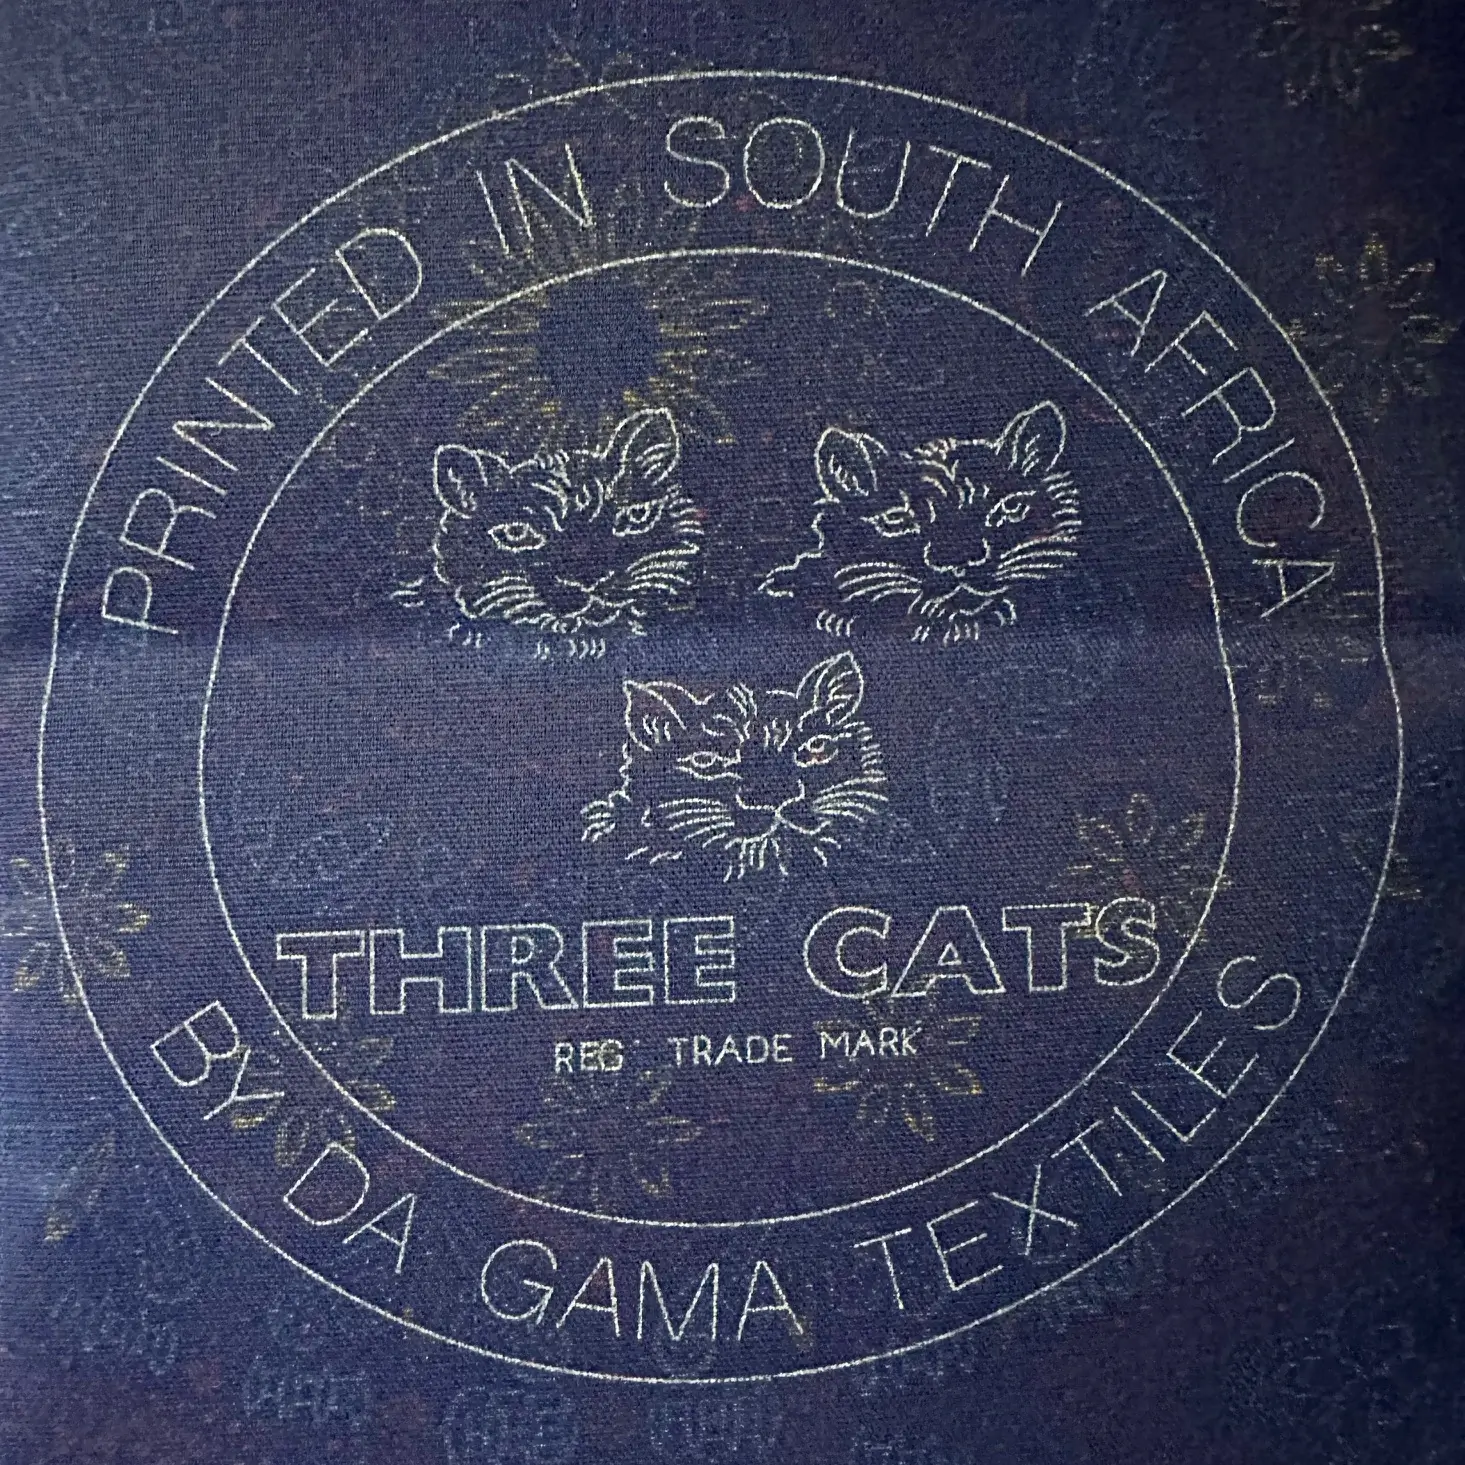 PRINTED IN SOUTH AFRICA
THREE CATS
REG. TRADE MARK
BY DA GAMA TEXTILES